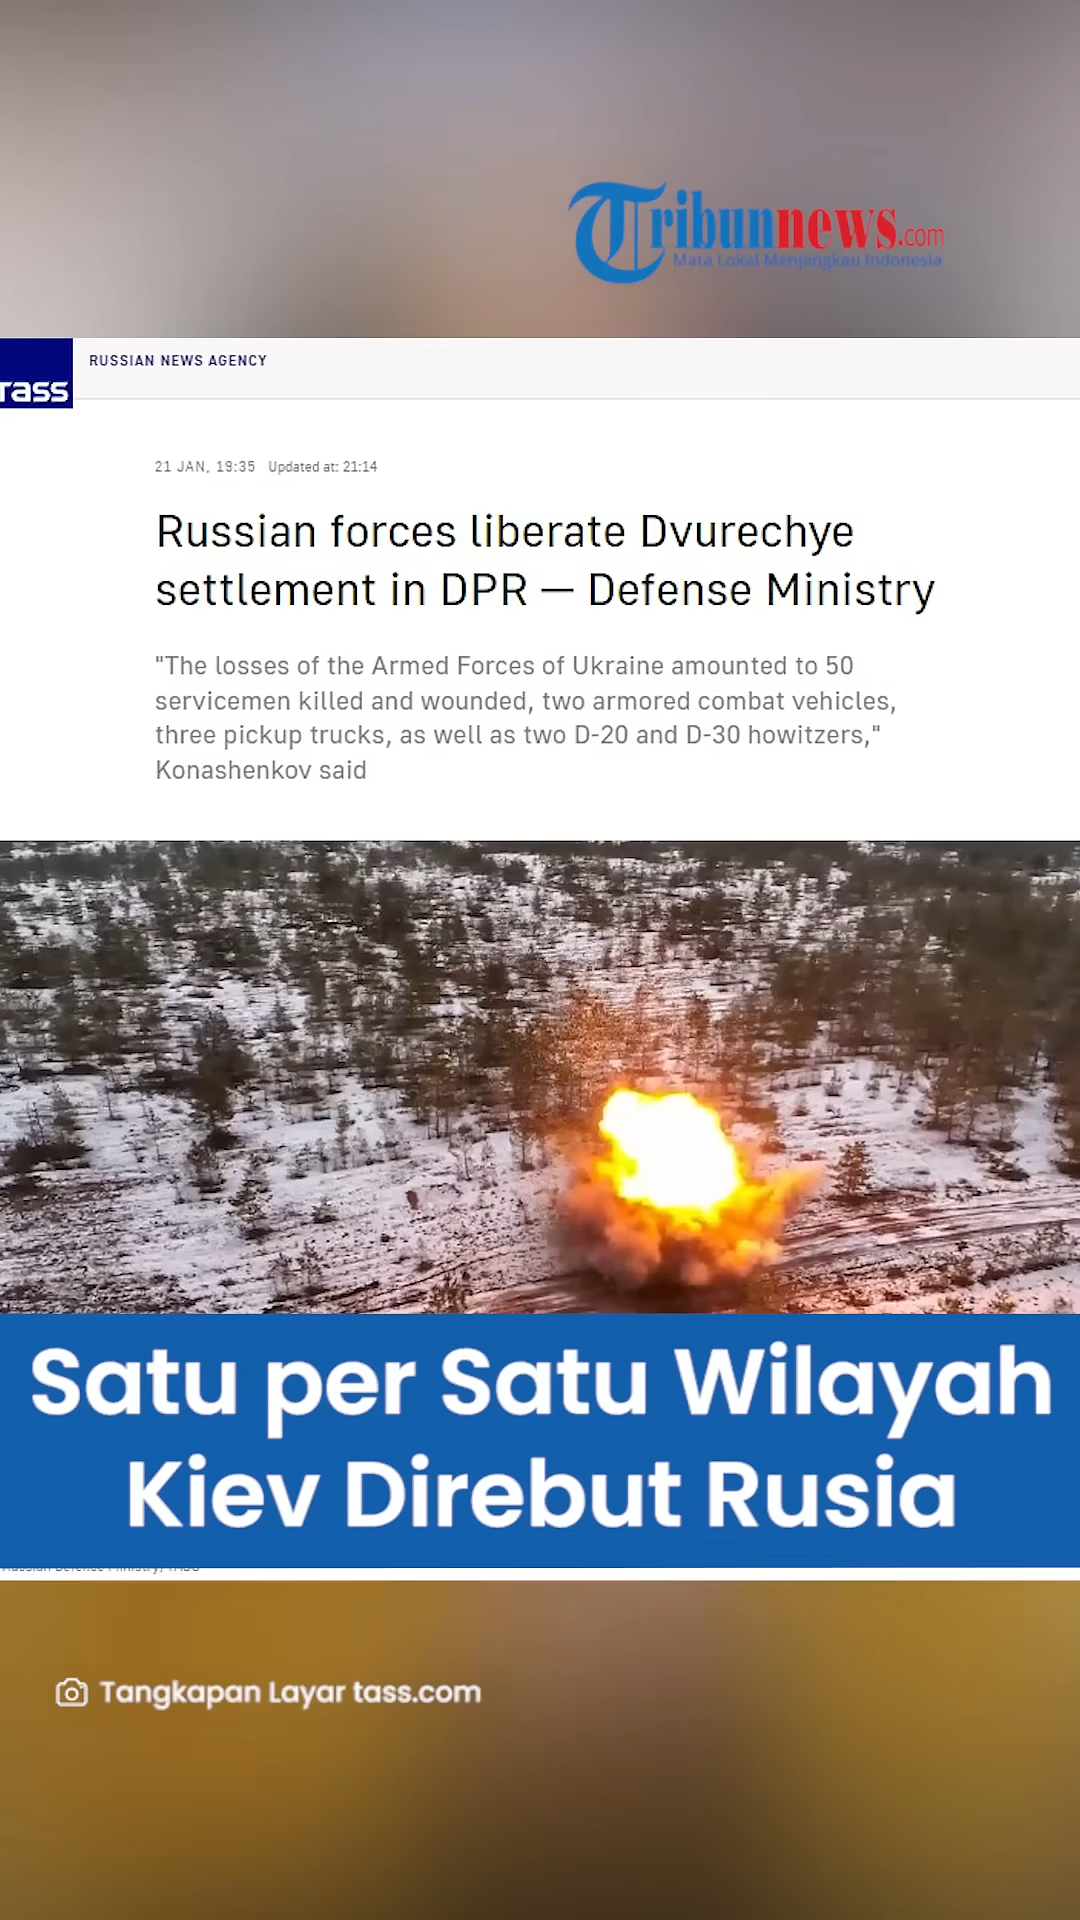 Tribunnews.com
Mata Lokal Menjangkau Indonesia
tass
RUSSIAN NEWS AGENCY
21 JAN, 19:35 Updated at: 21:14
Russian forces liberate Dvurechye
settlement in DPR — Defense Ministry
"The losses of the Armed Forces of Ukraine amounted to 50
servicemen killed and wounded, two armored combat vehicles,
three pickup trucks, as well as two D-20 and D-30 howitzers,"
Konashenkov said
Satu per Satu Wilayah
Kiev Direbut Rusia
Tangkapan Layar tass.com